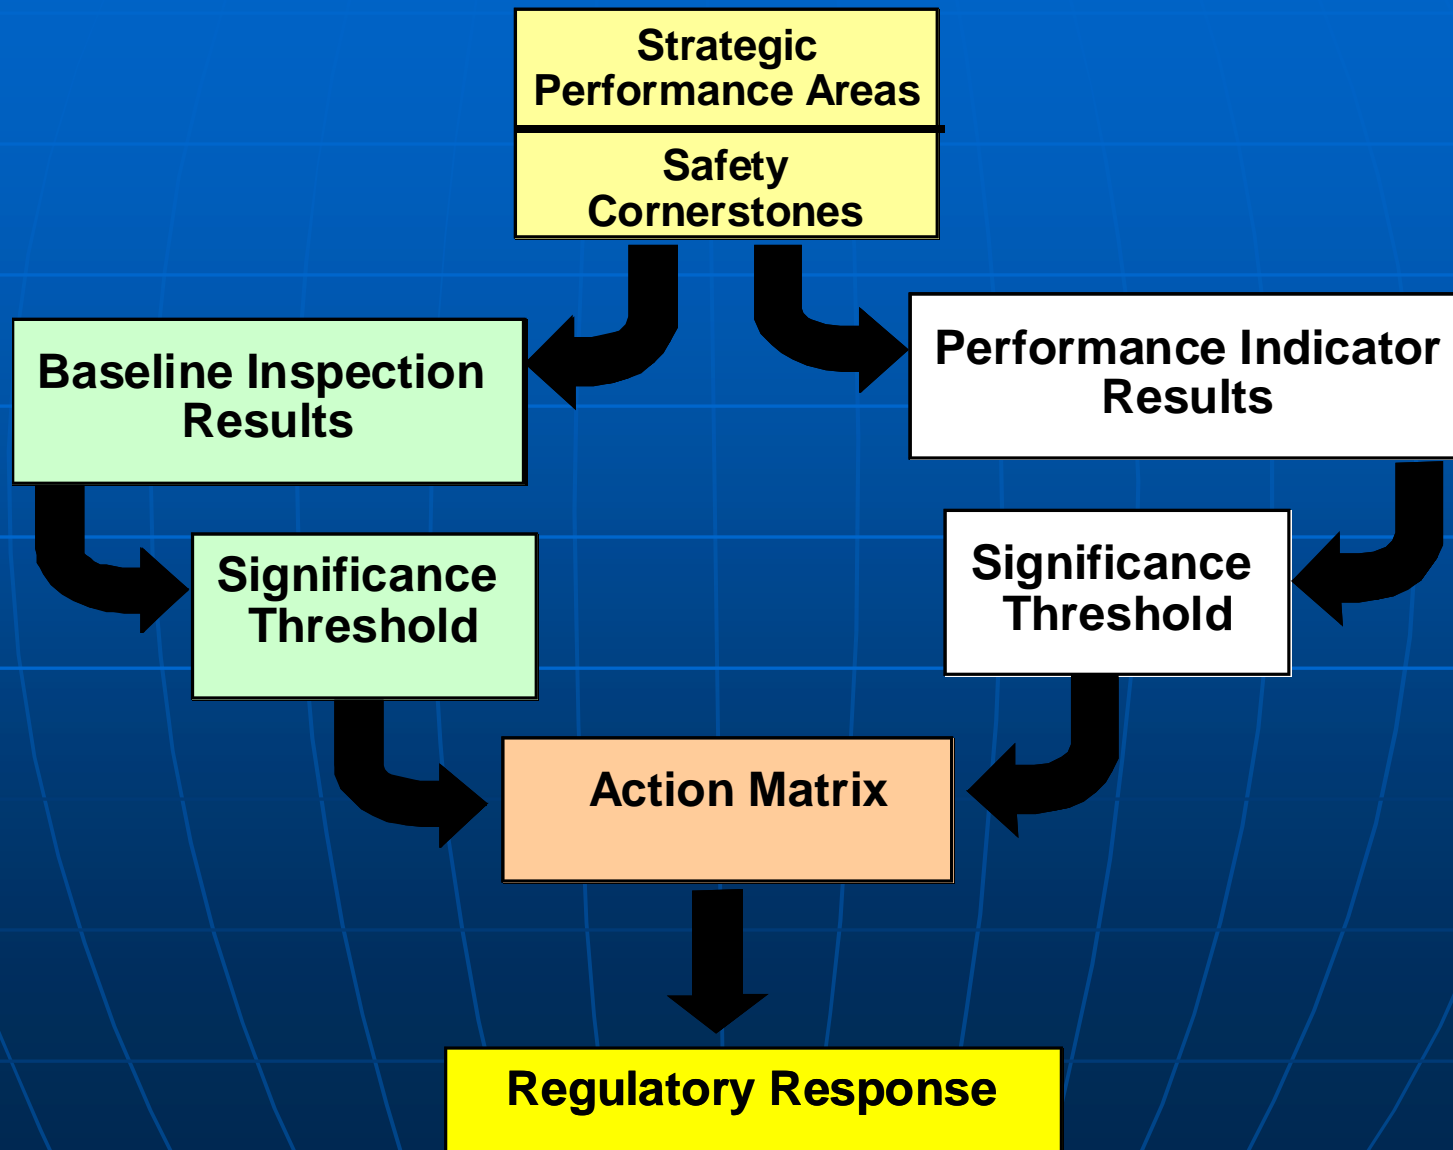 Strategic
Performance Areas
Safety
Cornerstones
Baseline Inspection
Results
Performance Indicator
Results
Significance
Threshold
Significance
Threshold
Action Matrix
Regulatory Response